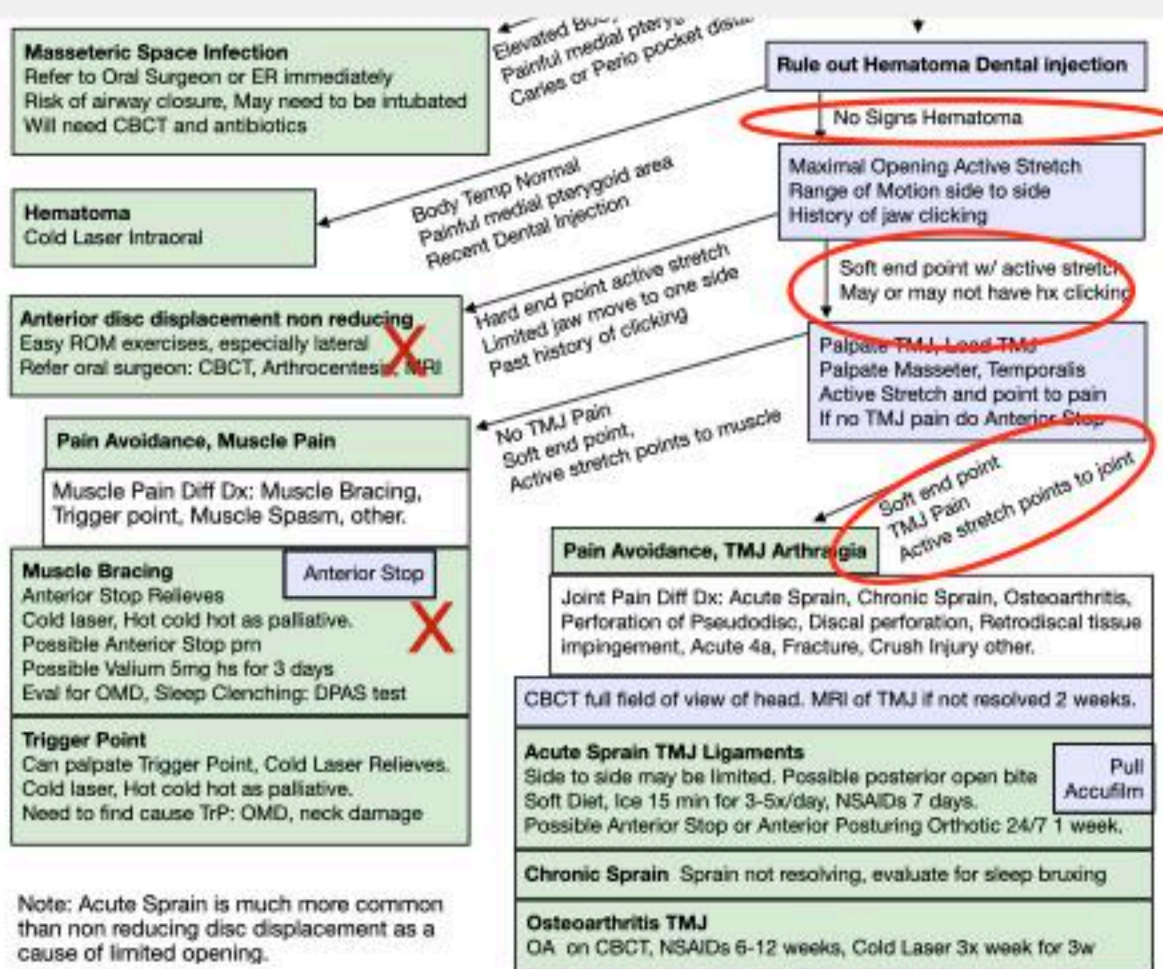 Masseteric Space Infection
Refer to Oral Surgeon or ER immediately
Risk of airway closure, May need to be intubated
Will need CBCT and antibiotics
Elevated
Painful medial
Caries or Perio pocket
Rule out Hematoma Dental injection
No Signs Hematoma
Hematoma
Cold Laser Intraoral
Body Temp Normal
Painful medial pterygoid area
Recent Dental Injection
Maximal Opening Active Stretch
Range of Motion side to side
History of jaw clicking
Soft end point w/ active stretch
May or may not have hx clicking
Anterior disc displacement non reducing
Easy ROM exercises, especially lateral
Refer oral surgeon: CBCT, Arthrocentesis, MRI
X
Hard end point active stretch
Limited jaw move to one side
Past history of clicking
Palpate TMJ, Load TMJ
Palpate Masseter, Temporalis
Active Stretch and point to pain
If no TMJ pain do Anterior Stop
No TMJ Pain
Soft end point,
Active stretch points to muscle
Soft end point
TMJ Pain
Active stretch points to joint
Pain Avoidance, Muscle Pain
Muscle Pain Diff Dx: Muscle Bracing,
Trigger point, Muscle Spasm, other.
Muscle Bracing
Anterior Stop
Anterior Stop Relieves
Cold laser, Hot cold hot as palliative.
Possible Anterior Stop prn
Possible Valium 5mg hs for 3 days
Eval for OMD, Sleep Clenching: DPAS test
X
Trigger Point
Can palpate Trigger Point, Cold Laser Relieves.
Cold laser, Hot cold hot as palliative.
Need to find cause TrP: OMD, neck damage
Note: Acute Sprain is much more common
than non reducing disc displacement as a
cause of limited opening.
Pain Avoidance, TMJ Arthralgia
Joint Pain Diff Dx: Acute Sprain, Chronic Sprain, Osteoarthritis,
Perforation of Pseudodisc, Discal perforation, Retrodiscal tissue
impingement, Acute 4a, Fracture, Crush Injury other.
CBCT full field of view of head. MRI of TMJ if not resolved 2 weeks.
Acute Sprain TMJ Ligaments
Side to side may be limited. Possible posterior open bite
Soft Diet, Ice 15 min for 3-5x/day, NSAIDs 7 days.
Possible Anterior Stop or Anterior Posturing Orthotic 24/7 1 week.
Pull
Accufilm
Chronic Sprain Sprain not resolving, evaluate for sleep bruxing
Osteoarthritis TMJ
OA on CBCT, NSAIDs 6-12 weeks, Cold Laser 3x week for 3w